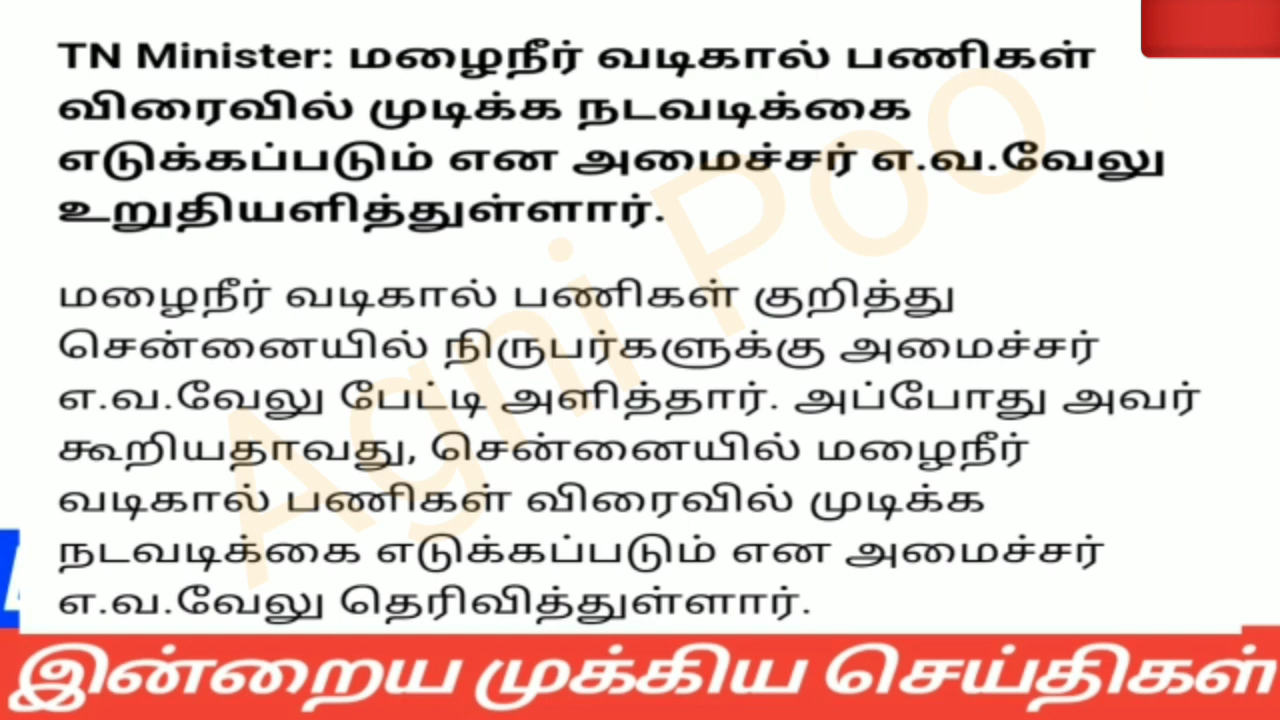 TN Minister: மழைநீர் வடிகால் பணிகள்
விரைவில் முடிக்க நடவடிக்கை
எடுக்கப்படும் என அமைச்சர் எ.வ.வேலு
உறுதியளித்துள்ளார்.
மழைநீர் வடிகால் பணிகள் குறித்து
சென்னையில் நிருபர்களுக்கு அமைச்சர்
எ.வ.வேலு பேட்டி அளித்தார். அப்போது அவர்
கூறியதாவது, சென்னையில் மழைநீர்
வடிகால் பணிகள் விரைவில் முடிக்க
நடவடிக்கை எடுக்கப்படும் என அமைச்சர்
எ.வ.வேலு தெரிவித்துள்ளார்.
Agni Poo
இன்றைய முக்கிய செய்திகள்